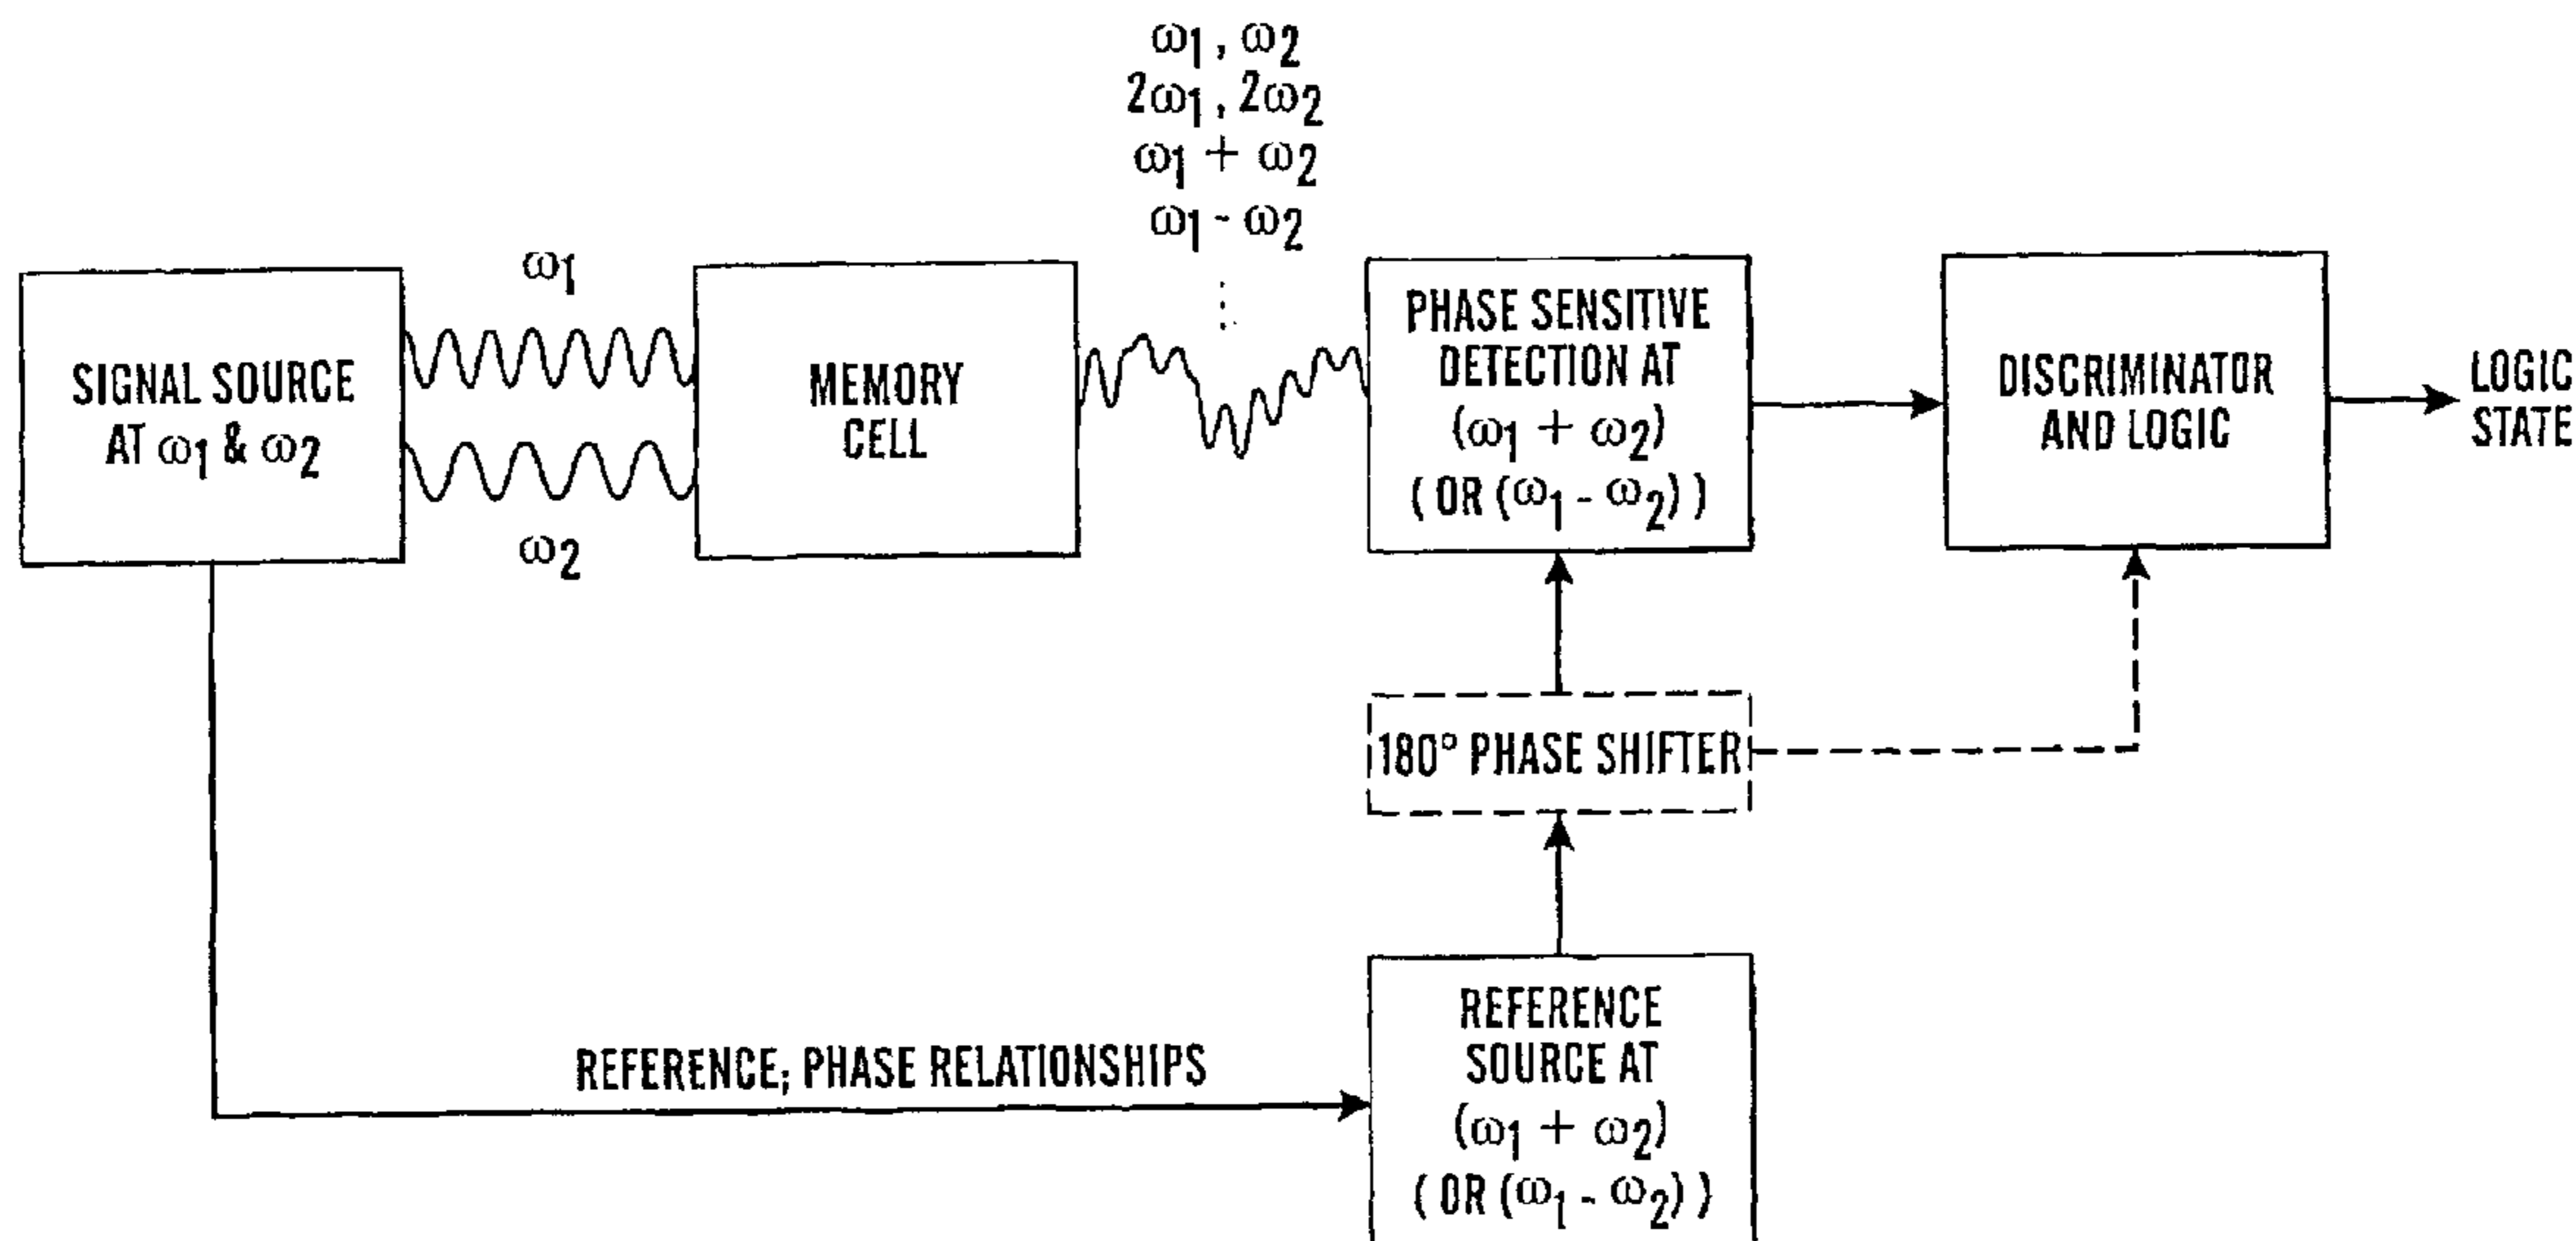 ω1, ω2
2ω1, 2ω2
ω1 + ω2
ω1 - ω2
⋮
ω1
SIGNAL SOURCE
AT ω1 & ω2
ω2
MEMORY
CELL
PHASE SENSITIVE
DETECTION AT
(ω1 + ω2)
( OR (ω1 - ω2) )
DISCRIMINATOR
AND LOGIC
LOGIC
STATE
180° PHASE SHIFTER
REFERENCE; PHASE RELATIONSHIPS
REFERENCE
SOURCE AT
(ω1 + ω2)
( OR (ω1 - ω2) )